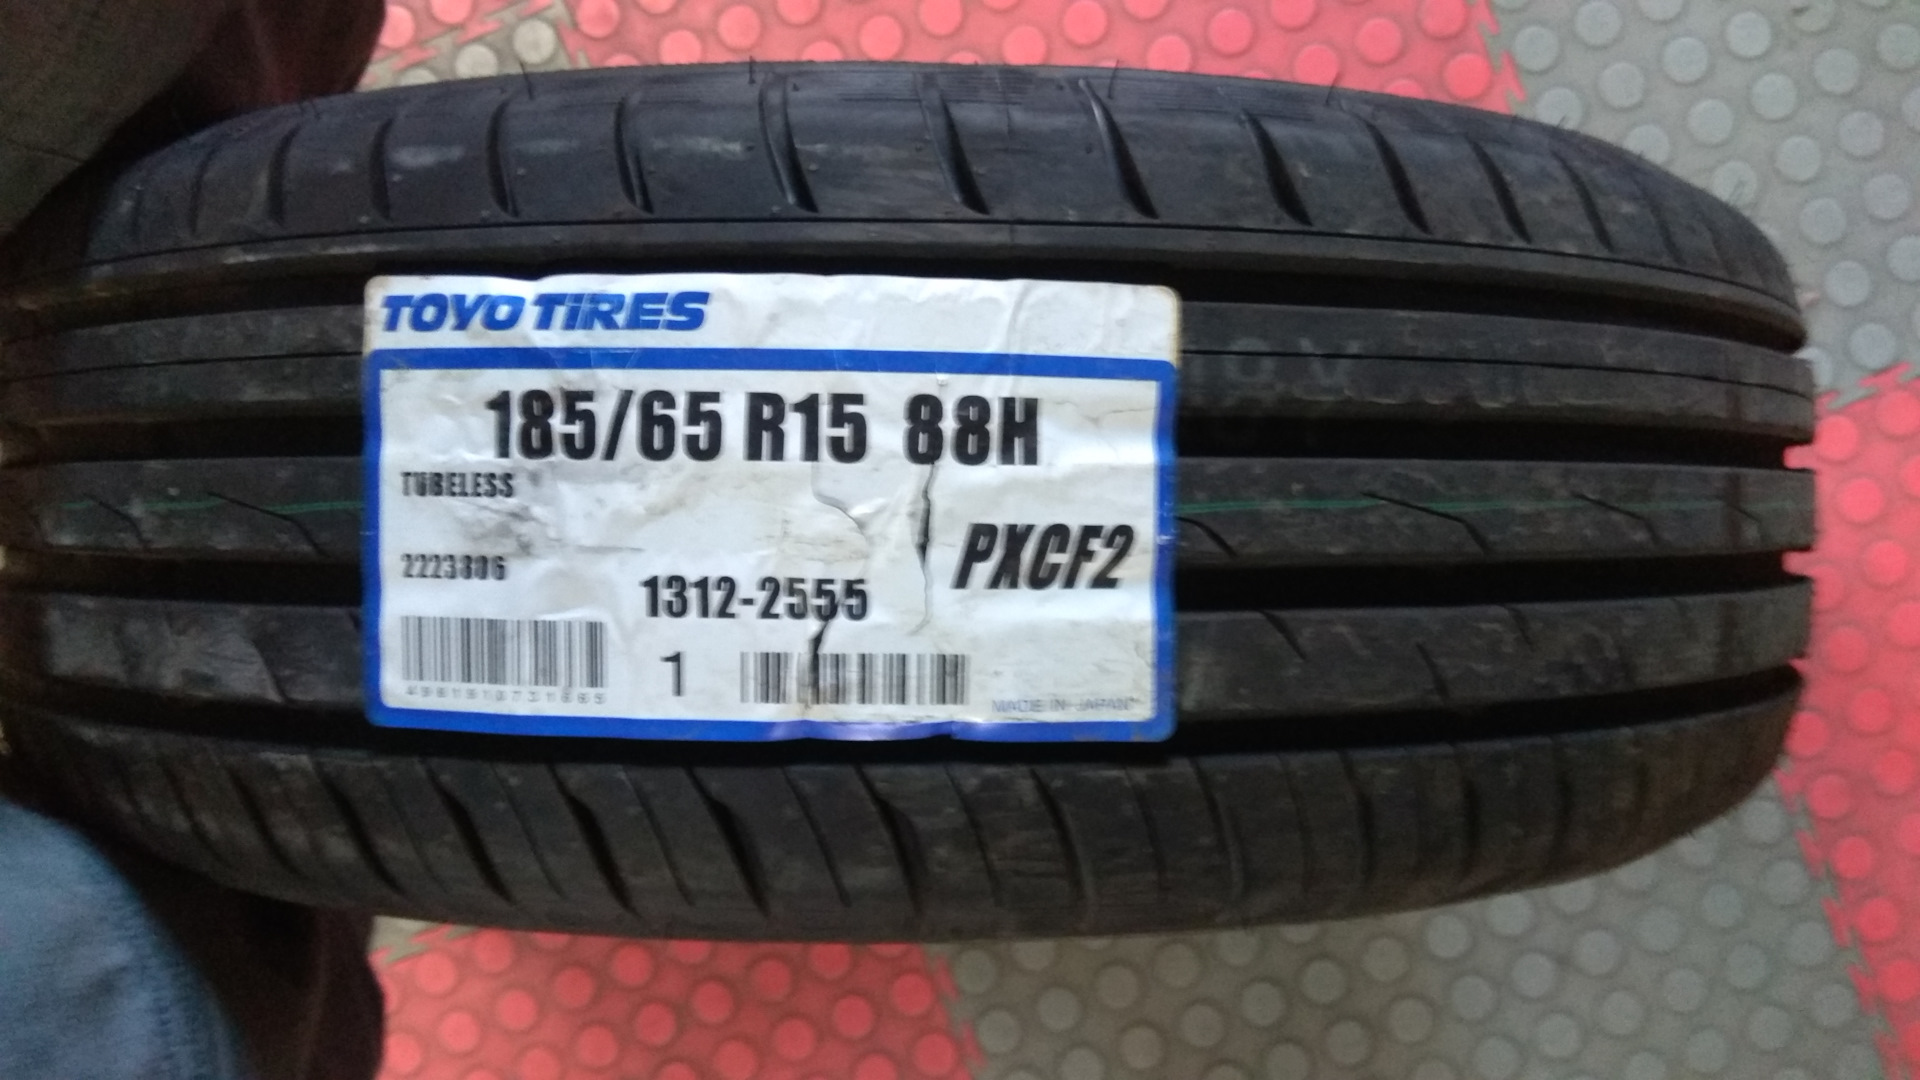 TOYO TIRES
185/65 R15 88H
TUBELESS
PXCF2
2223806
1312-2555
1
MADE IN JAPAN